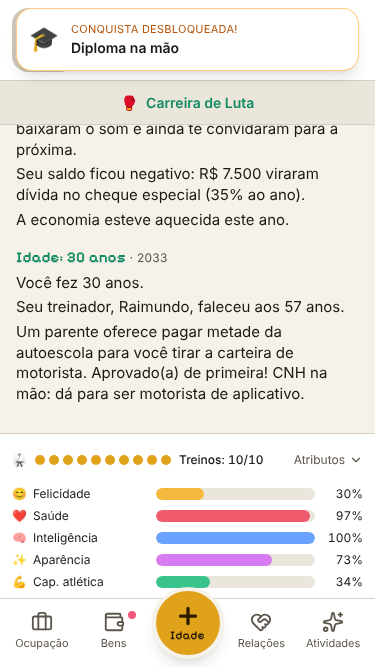 CONQUISTA DESBLOQUEADA!
Diploma na mão
Carreira de Luta
baixaram o som e ainda te convidaram para a
próxima.
Seu saldo ficou negativo: R$ 7.500 viraram
dívida no cheque especial (35% ao ano).
A economia esteve aquecida este ano.
Idade: 30 anos · 2033
Você fez 30 anos.
Seu treinador, Raimundo, faleceu aos 57 anos.
Um parente oferece pagar metade da
autoescola para você tirar a carteira de
motorista. Aprovado(a) de primeira! CNH na
mão: dá para ser motorista de aplicativo.
Treinos: 10/10 Atributos
Felicidade 30%
Saúde 97%
Inteligência 100%
Aparência 73%
Cap. atlética 34%
Ocupação Bens Idade Relações Atividades